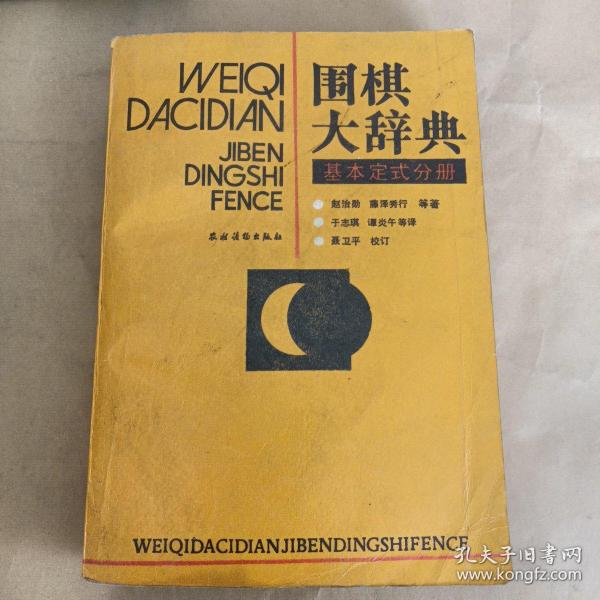 WEIQI
DACIDIAN
JIBEN
DINGSHI
FENCE
农村读物出版社
围棋
大辞典
基本定式分册
赵治勋 藤泽秀行 等著
于志琪 谭炎午等译
聂卫平 校订
WEIQIDACIDIANJIBENDINGSHIFENCE
孔夫子旧书网
www.kongfz.com